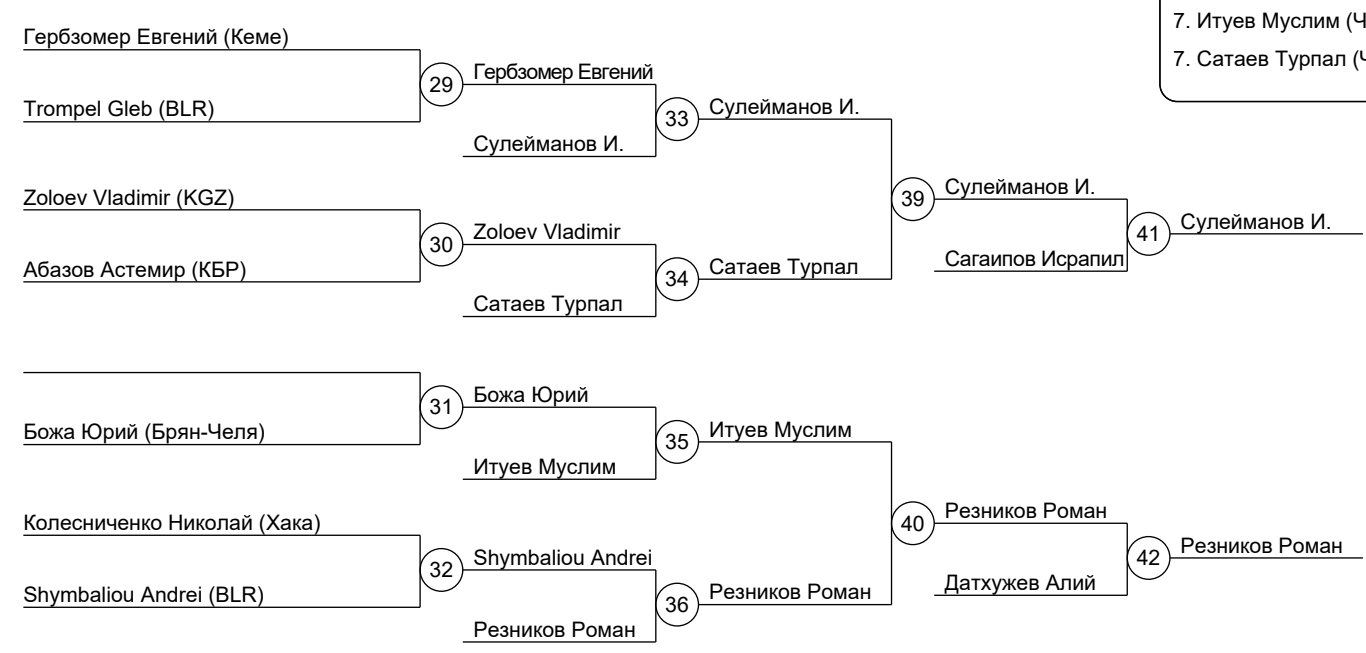 7. Итуев Муслим (Ч
7. Сатаев Турпал (Ч
Гербзомер Евгений (Кеме)
29
Гербзомер Евгений
Trompel Gleb (BLR)
33
Сулейманов И.
Сулейманов И.
Zoloev Vladimir (KGZ)
39
Сулейманов И.
30
Zoloev Vladimir
41
Сулейманов И.
Абазов Астемир (КБР)
34
Сатаев Турпал
Сагаипов Исрапил
Сатаев Турпал
31
Божа Юрий
Божа Юрий (Брян-Челя)
35
Итуев Муслим
Итуев Муслим
Колесниченко Николай (Хака)
40
Резников Роман
32
Shymbaliou Andrei
42
Резников Роман
Shymbaliou Andrei (BLR)
36
Резников Роман
Датхужев Алий
Резников Роман